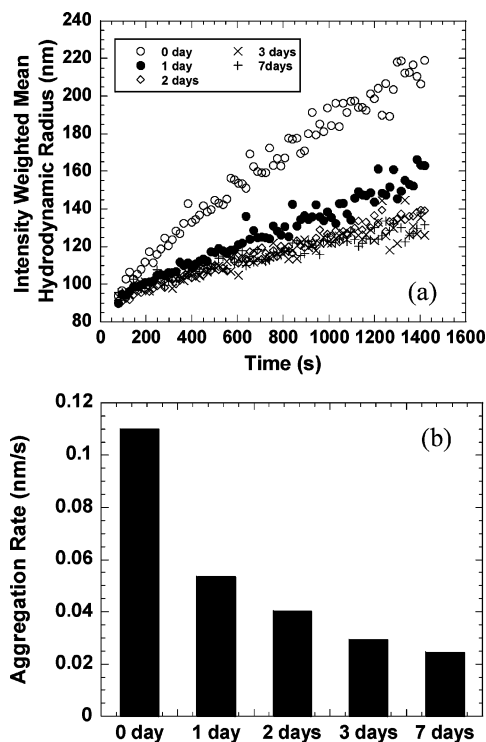 240
220
200
180
160
140
120
100
80
Intensity Weighted Mean
Hydrodynamic Radius (nm)
0 day
1 day
2 days
3 days
7days
(a)
0 200 400 600 800 1000 1200 1400 1600
Time (s)
0.12
0.1
0.08
0.06
0.04
0.02
0
Aggregation Rate (nm/s)
(b)
0 day 1 day 2 days 3 days 7 days